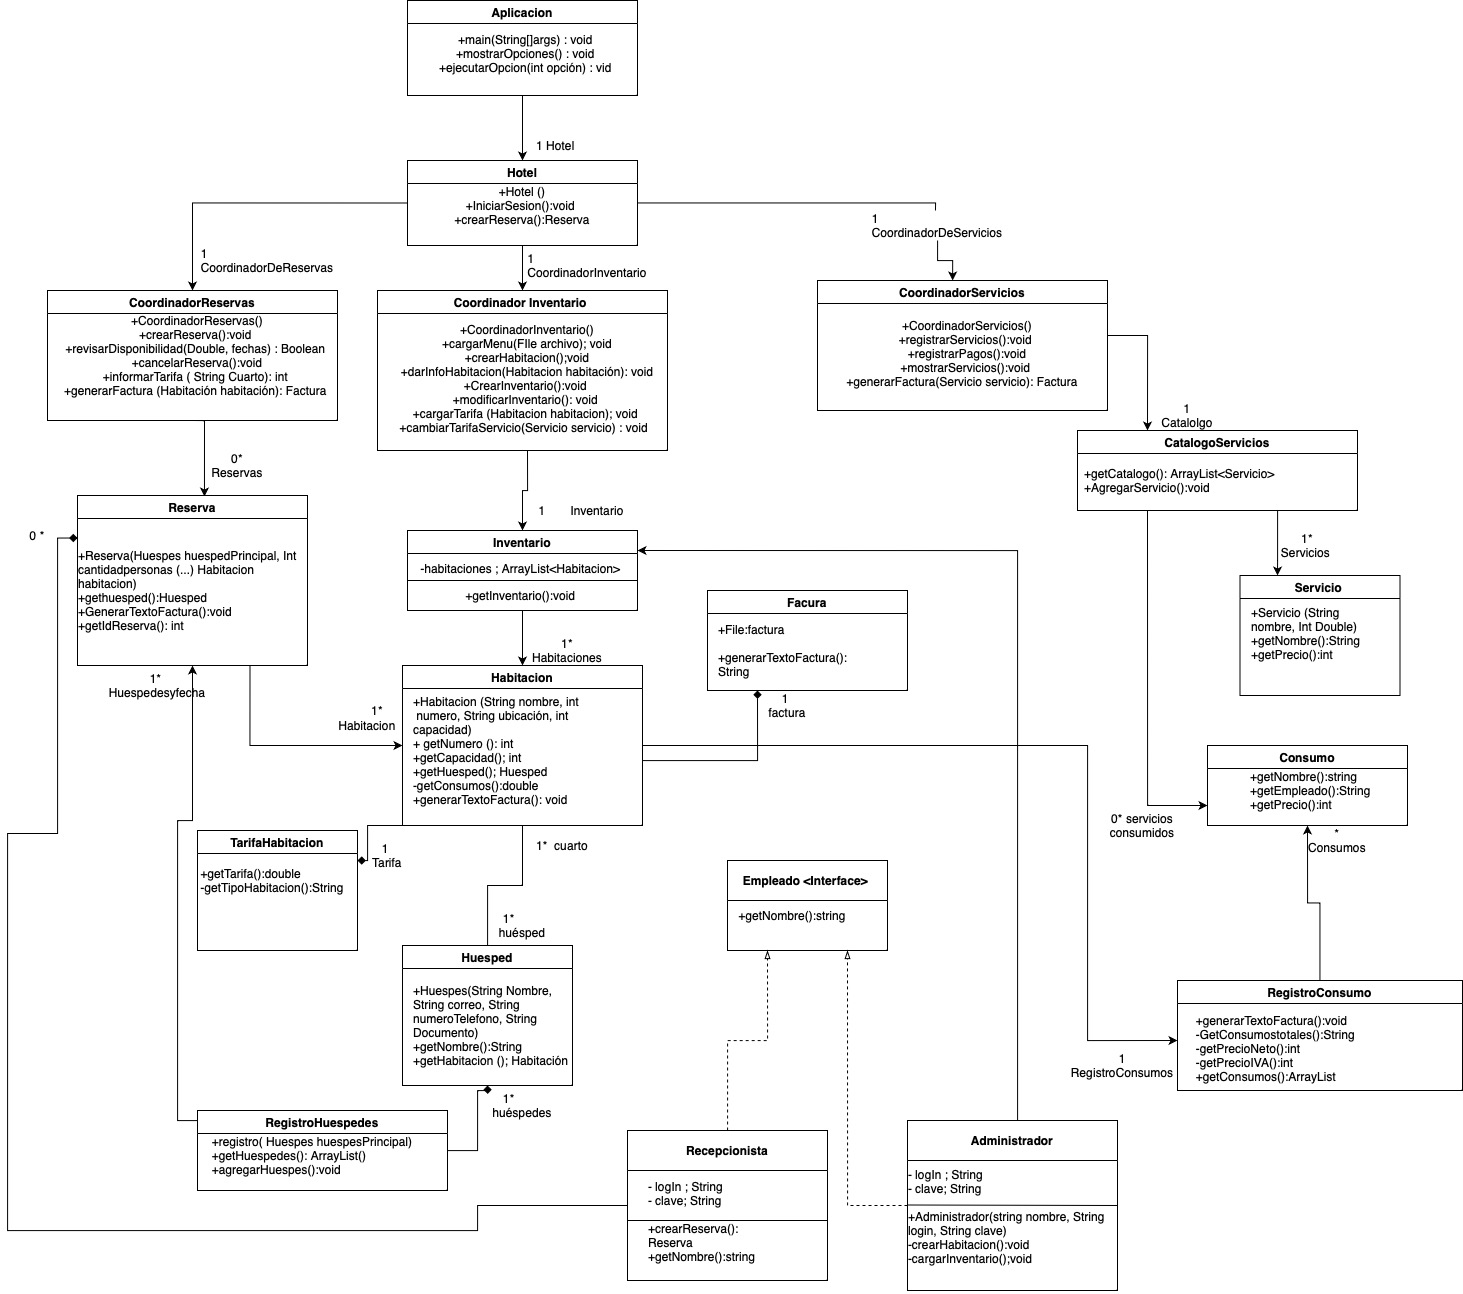 Aplicacion
+main(String[]args) : void
+mostrarOpciones() : void
+ejecutarOpcion(int opción) : vid
1 Hotel
Hotel
+Hotel ()
+IniciarSesion():void
+crearReserva():Reserva
1
CoordinadorDeReservas
1
CoordinadorInventario
1
CoordinadorDeServicios
CoordinadorReservas
+CoordinadorReservas()
+crearReserva():void
+revisarDisponibilidad(Double, fechas) : Boolean
+cancelarReserva():void
+informarTarifa ( String Cuarto): int
+generarFactura (Habitación habitación): Factura
Coordinador Inventario
+CoordinadorInventario()
+cargarMenu(FIle archivo); void
+crearHabitacion();void
+darInfoHabitacion(Habitacion habitación): void
+CrearInventario():void
+modificarInventario(): void
+cargarTarifa (Habitacion habitacion); void
+cambiarTarifaServicio(Servicio servicio) : void
CoordinadorServicios
+CoordinadorServicios()
+registrarServicios():void
+registrarPagos():void
+mostrarServicios():void
+generarFactura(Servicio servicio): Factura
1
Catalolgo
CatalogoServicios
+getCatalogo(): ArrayList<Servicio>
+AgregarServicio():void
0*
Reservas
Reserva
+Reserva(Huespes huespedPrincipal, Int
cantidadpersonas (...) Habitacion
habitacion)
+gethuesped():Huesped
+GenerarTextoFactura():void
+getIdReserva(): int
0 *
1 Inventario
Inventario
-habitaciones ; ArrayList<Habitacion>
+getInventario():void
1*
Servicios
Servicio
+Servicio (String
nombre, Int Double)
+getNombre():String
+getPrecio():int
Facura
+File:factura
+generarTextoFactura():
String
1
factura
1*
Habitaciones
1*
Huespedesyfecha
1*
Habitacion
Habitacion
+Habitacion (String nombre, int
numero, String ubicación, int
capacidad)
+ getNumero (): int
+getCapacidad(); int
+getHuesped(); Huesped
-getConsumos():double
+generarTextoFactura(): void
Consumo
+getNombre():string
+getEmpleado():String
+getPrecio():int
0* servicios
consumidos
*
Consumos
TarifaHabitacion
+getTarifa():double
-getTipoHabitacion():String
1
Tarifa
1* cuarto
1*
huésped
Empleado <Interface>
+getNombre():string
Huesped
+Huespes(String Nombre,
String correo, String
numeroTelefono, String
Documento)
+getNombre():String
+getHabitacion (); Habitación
1*
huéspedes
RegistroConsumo
+generarTextoFactura():void
-GetConsumostotales():String
-getPrecioNeto():int
-getPrecioIVA():int
+getConsumos():ArrayList
1
RegistroConsumos
RegistroHuespedes
+registro( Huespes huespesPrincipal)
+getHuespedes(): ArrayList()
+agregarHuespes():void
Recepcionista
- logIn ; String
- clave; String
+crearReserva():
Reserva
+getNombre():string
Administrador
- logIn ; String
- clave; String
+Administrador(string nombre, String
login, String clave)
-crearHabitacion():void
-cargarInventario();void